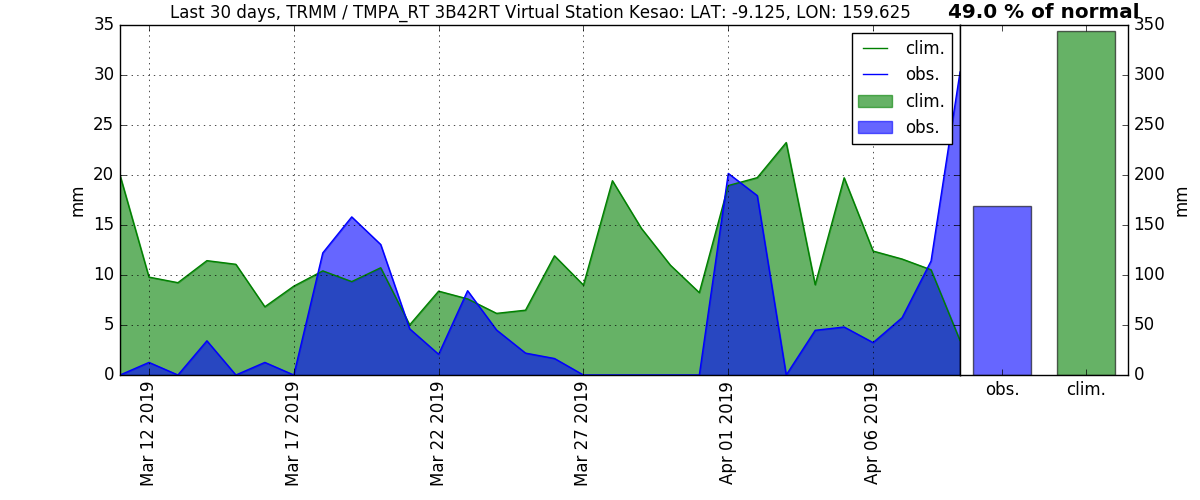 Last 30 days, TRMM / TMPA_RT 3B42RT Virtual Station Kesao: LAT: -9.125, LON: 159.625
49.0 % of normal
35
30
25
20
15
10
5
0
mm
clim.
obs.
clim.
obs.
350
300
250
200
150
100
50
0
mm
obs.
clim.
Mar 12 2019
Mar 17 2019
Mar 22 2019
Mar 27 2019
Apr 01 2019
Apr 06 2019